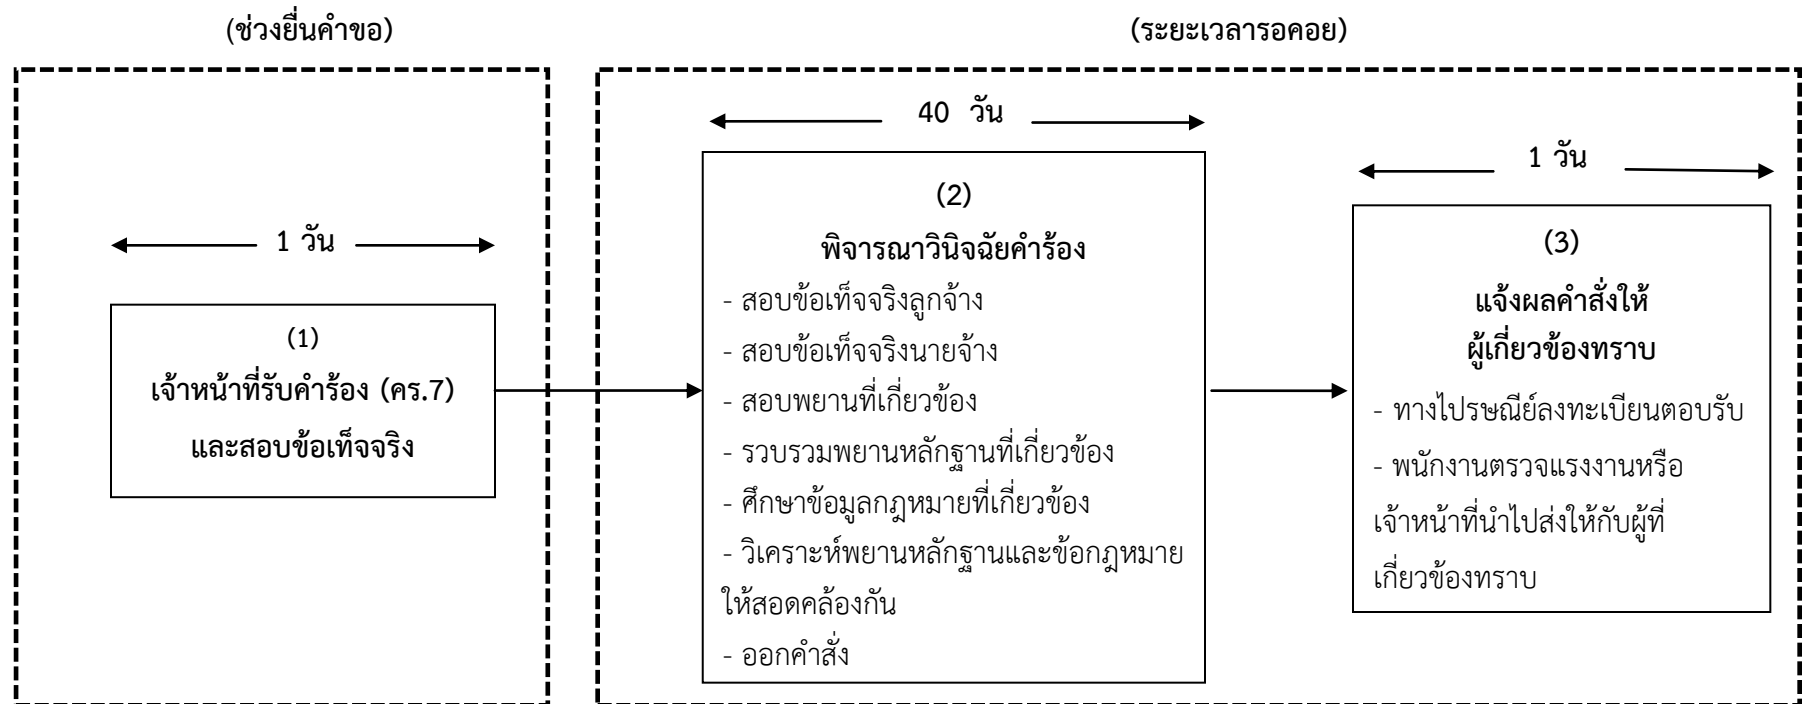 (ช่วงยื่นคำขอ)
(ระยะเวลารอคอย)
1 วัน
(1)
เจ้าหน้าที่รับคำร้อง (คร.7)
และสอบข้อเท็จจริง
40 วัน
(2)
พิจารณาวินิจฉัยคำร้อง
- สอบข้อเท็จจริงลูกจ้าง
- สอบข้อเท็จจริงนายจ้าง
- สอบพยานที่เกี่ยวข้อง
- รวบรวมพยานหลักฐานที่เกี่ยวข้อง
- ศึกษาข้อมูลกฎหมายที่เกี่ยวข้อง
- วิเคราะห์พยานหลักฐานและข้อกฎหมาย
ให้สอดคล้องกัน
- ออกคำสั่ง
1 วัน
(3)
แจ้งผลคำสั่งให้
ผู้เกี่ยวข้องทราบ
- ทางไปรษณีย์ลงทะเบียนตอบรับ
- พนักงานตรวจแรงงานหรือ
เจ้าหน้าที่นำไปส่งให้กับผู้ที่
เกี่ยวข้องทราบ